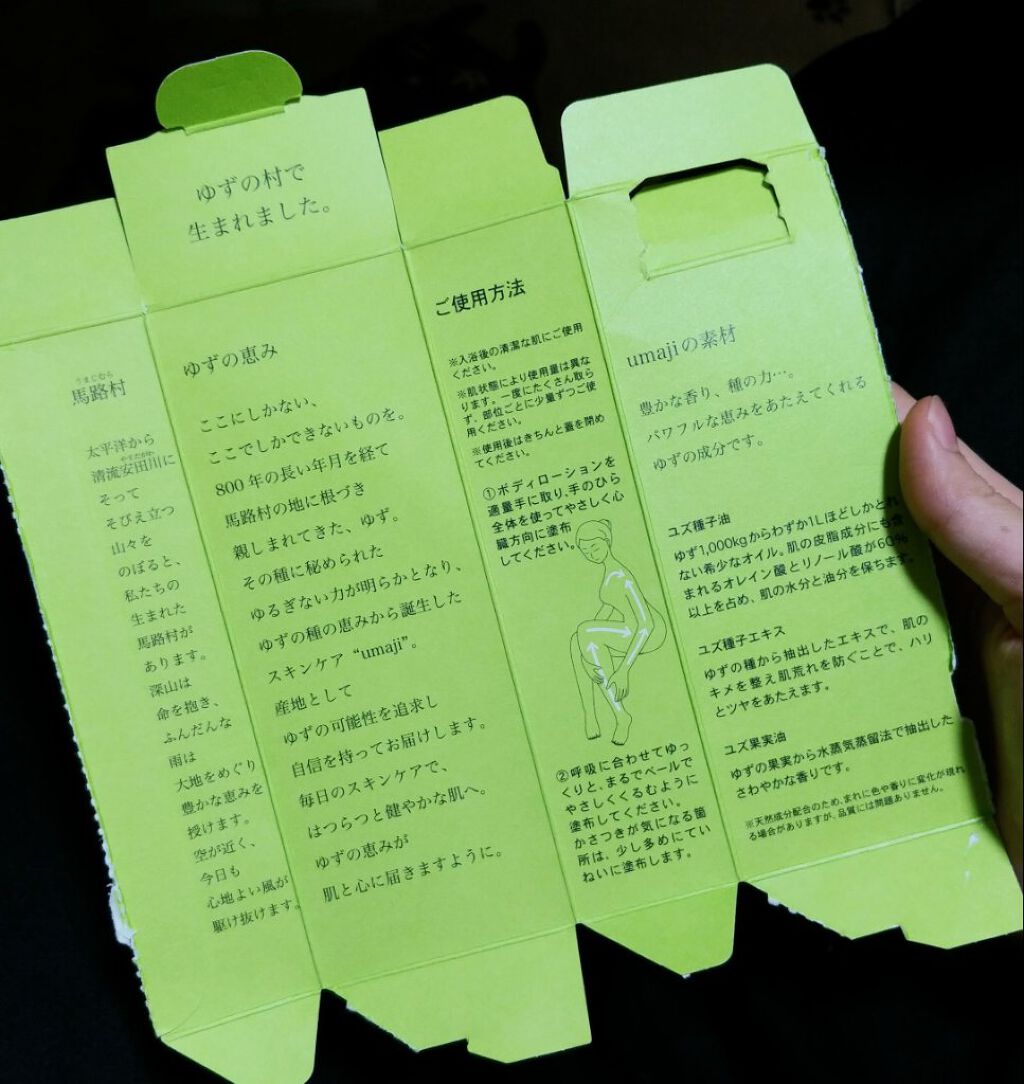 ゆずの村で
生まれました。
うまじむら
馬路村
太平洋から
やすだがわ
清流安田川に
そって
そびえ立つ
山々を
のぼると、
私たちの
生まれた
馬路村が
あります。
深山は
命を抱き、
ふんだんな
雨は
大地をめぐり
豊かな恵みを
授けます。
空が近く、
今日も
心地よい風が
駆け抜けます。
ゆずの恵み
ここにしかない、
ここでしかできないものを。
800年の長い年月を経て
馬路村の地に根づき
親しまれてきた、ゆず。
その種に秘められた
ゆるぎない力が明らかとなり、
ゆずの種の恵みから誕生した
スキンケア“umaji”。
産地として
ゆずの可能性を追求し
自信を持ってお届けします。
毎日のスキンケアで、
はつらつと健やかな肌へ。
ゆずの恵みが
肌と心に届きますように。
ご使用方法
※入浴後の清潔な肌にご使用
ください。
※肌状態により使用量は異な
ります。一度にたくさん取ら
ず、部位ごとに少量ずつご使
用ください。
※使用後はきちんと蓋を閉め
てください。
①ボディローションを
適量手に取り、手のひら
全体を使ってやさしく心
臓方向に塗布
してください。
②呼吸に合わせてゆっ
くりと、まるでベールで
やさしくくるむように
塗布してください。
かさつきが気になる箇
所は、少し多めにてい
ねいに塗布します。
umajiの素材
豊かな香り、種の力…。
パワフルな恵みをあたえてくれる
ゆずの成分です。
ユズ種子油
ゆず1,000kgからわずか1Lほどしかとれ
ない希少なオイル。肌の皮脂成分にも含
まれるオレイン酸とリノール酸が60%
以上を占め、肌の水分と油分を保ちます。
ユズ種子エキス
ゆずの種から抽出したエキスで、肌の
キメを整え肌荒れを防ぐことで、ハリ
とツヤをあたえます。
ユズ果実油
ゆずの果実から水蒸気蒸留法で抽出した
さわやかな香りです。
※天然成分配合のため、まれに色や香りに変化が現れ
る場合がありますが、品質には問題ありません。